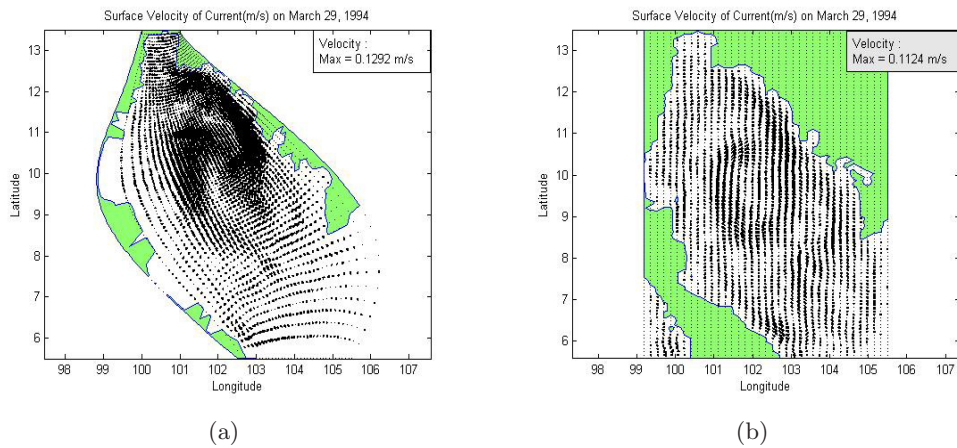 Surface Velocity of Current(m/s) on March 29, 1994
Velocity :
Max = 0.1292 m/s
13
12
11
10
9
8
7
6
Latitude
98 99 100 101 102 103 104 105 106 107
Longitude
(a)
Surface Velocity of Current(m/s) on March 29, 1994
Velocity :
Max = 0.1124 m/s
13
12
11
10
9
8
7
6
Latitude
98 99 100 101 102 103 104 105 106 107
Longitude
(b)